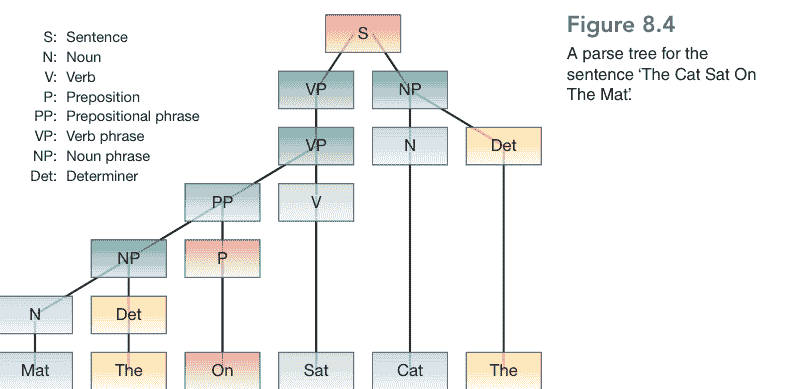 S: Sentence
N: Noun
V: Verb
P: Preposition
PP: Prepositional phrase
VP: Verb phrase
NP: Noun phrase
Det: Determiner
S
VP NP
VP N Det
PP V
NP P
N Det
Mat The On Sat Cat The
Figure 8.4
A parse tree for the
sentence ‘The Cat Sat On
The Mat’.